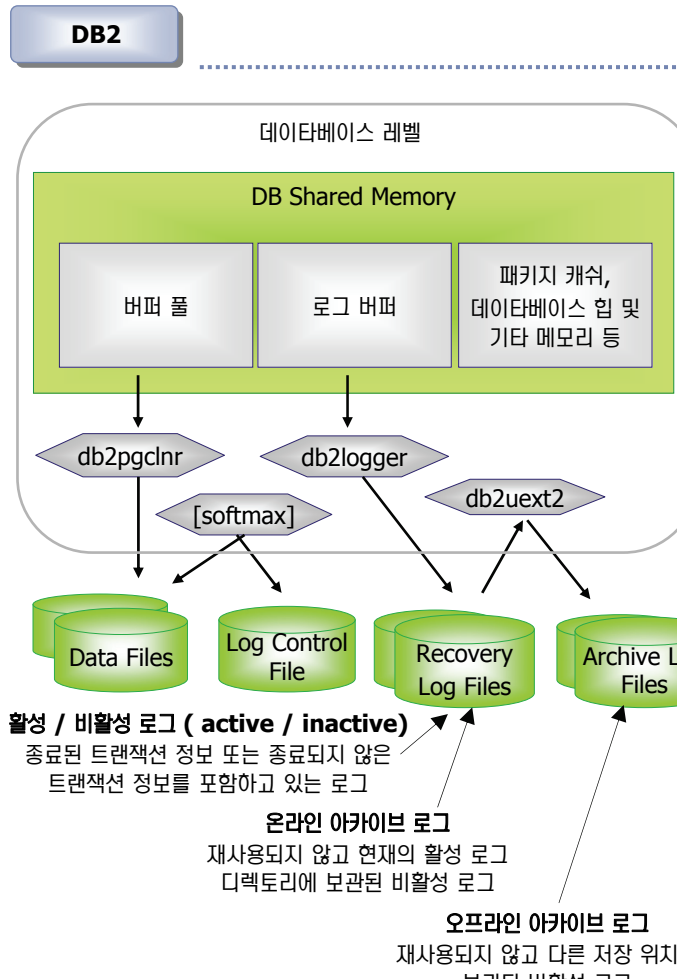 DB2
데이타베이스 레벨
DB Shared Memory
버퍼 풀
로그 버퍼
패키지 캐쉬,
데이타베이스 힙 및
기타 메모리 등
db2pgclnr
db2logger
db2uext2
[softmax]
Data Files
Log Control
File
Recovery
Log Files
Archive L
Files
활성 / 비활성 로그 ( active / inactive)
종료된 트랜잭션 정보 또는 종료되지 않은
트랜잭션 정보를 포함하고 있는 로그
온라인 아카이브 로그
재사용되지 않고 현재의 활성 로그
디렉토리에 보관된 비활성 로그
오프라인 아카이브 로그
재사용되지 않고 다른 저장 위치